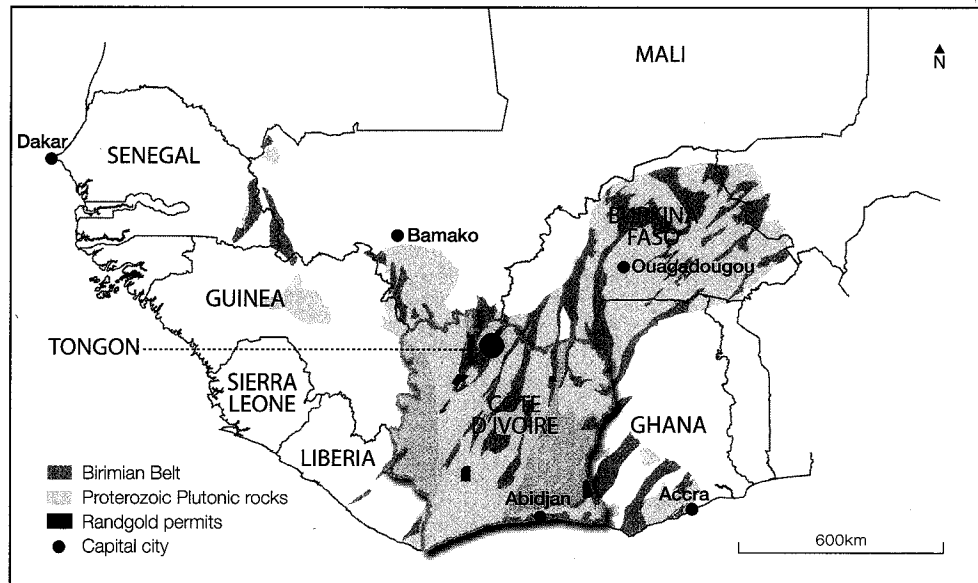 MALI
N
Dakar
SENEGAL
BURKINA
FASO
Bamako
Ouagadougou
GUINEA
TONGON
SIERRA
LEONE
CÔTE
D'IVOIRE
GHANA
LIBERIA
Birimian Belt
Proterozoic Plutonic rocks
Randgold permits
Capital city
Abidjan
Accra
600km